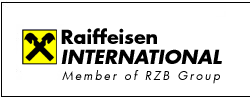 Raiffeisen
INTERNATIONAL
Member of RZB Group